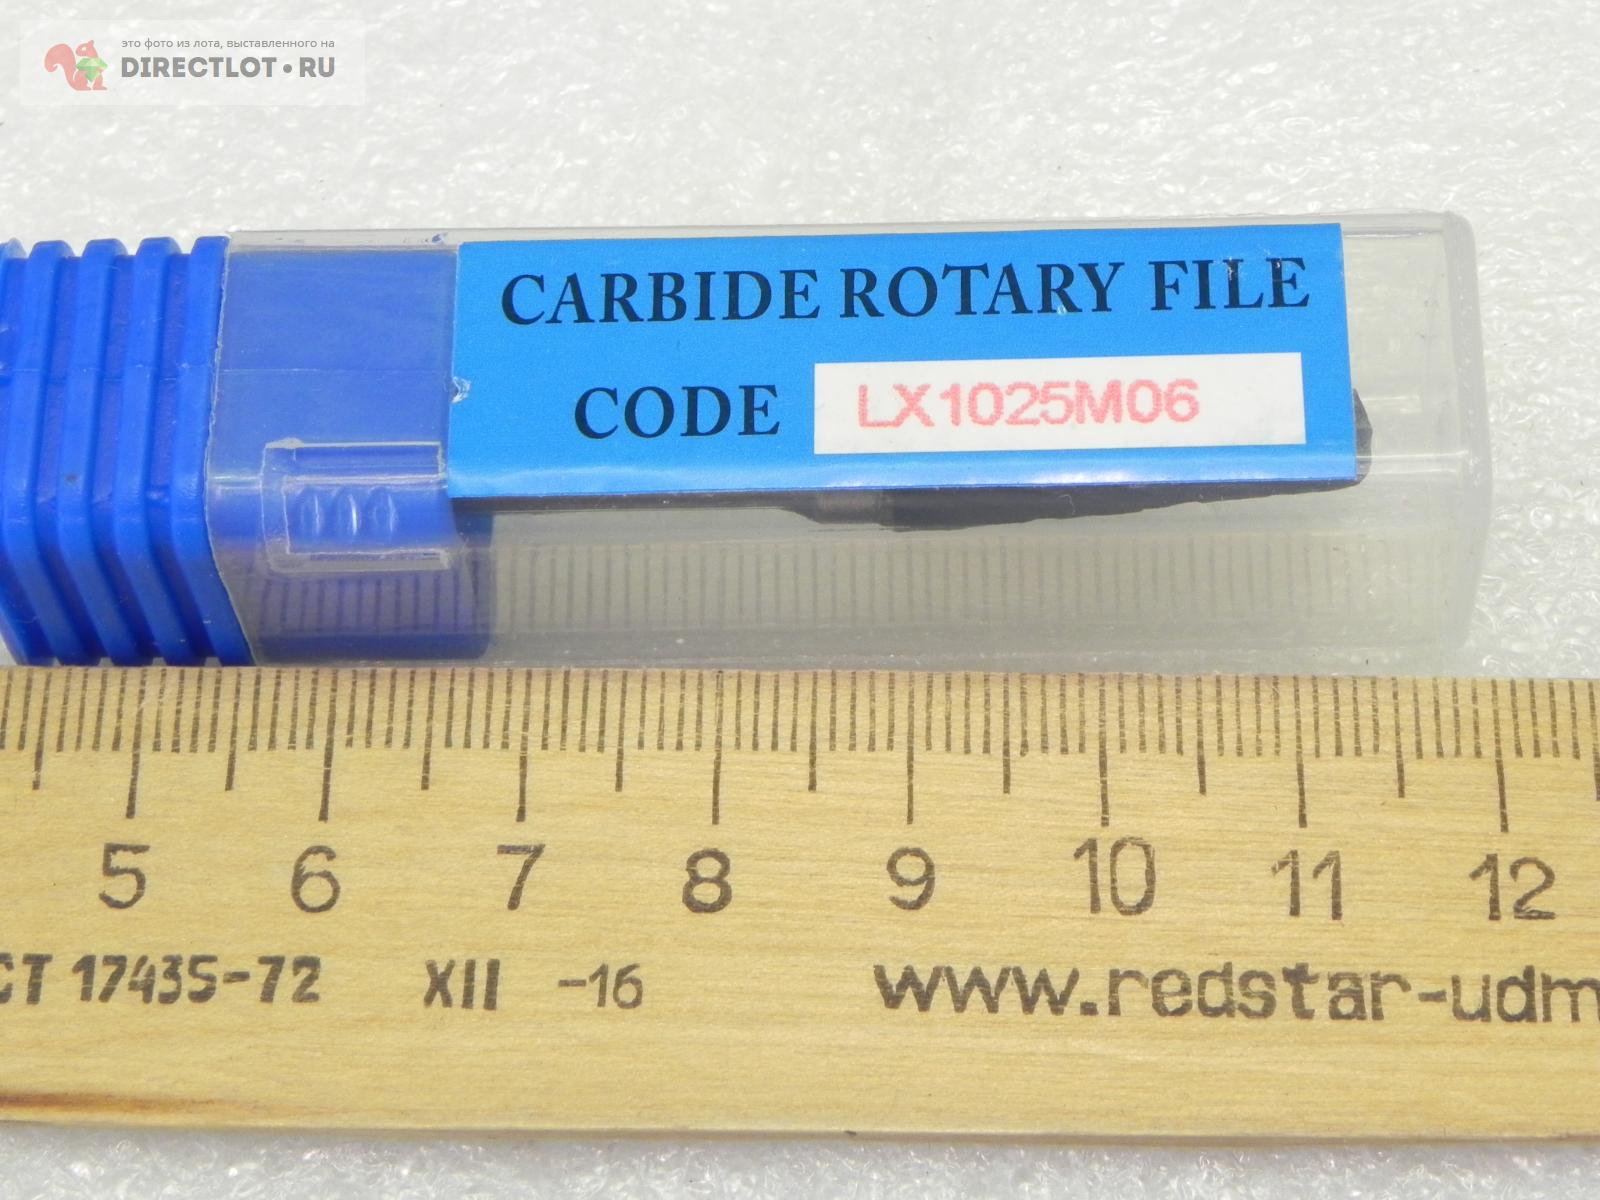 это фото из лота, выставленного на
DIRECTLOT•RU
CARBIDE ROTARY FILE
CODE LX1025M06
5 6 7 8 9 10 11 12
СТ 17435-72 XII -16 www.redstar-udm